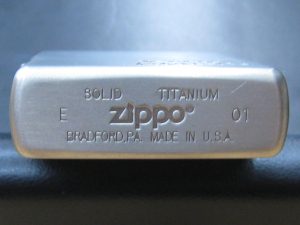 SOLID TITANIUM
E zippo® 01
BRADFORD,PA. MADE IN U.S.A.